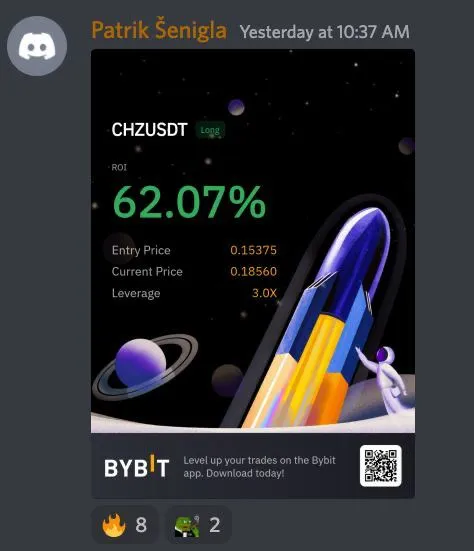 Patrik Šenigla Yesterday at 10:37 AM
CHZUSDT Long
ROI
62.07%
Entry Price 0.15375
Current Price 0.18560
Leverage 3.0X
BYBIT
Level up your trades on the Bybit
app. Download today!
8 2